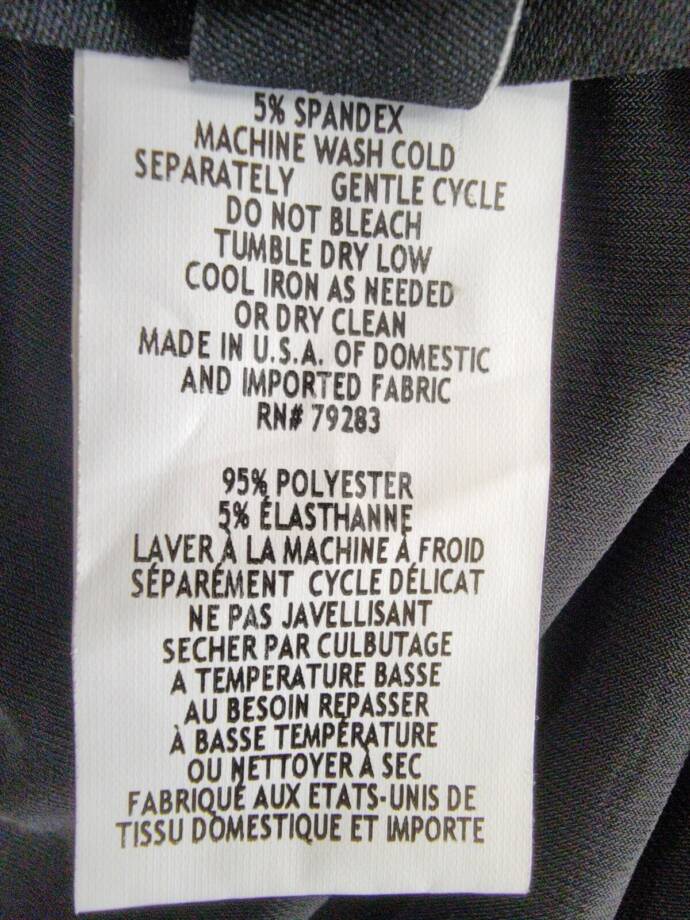 5% SPANDEX
MACHINE WASH COLD
SEPARATELY GENTLE CYCLE
DO NOT BLEACH
TUMBLE DRY LOW
COOL IRON AS NEEDED
OR DRY CLEAN
MADE IN U.S.A. OF DOMESTIC
AND IMPORTED FABRIC
RN# 79283
95% POLYESTER
5% ÉLASTHANNE
LAVER À LA MACHINE À FROID
SÉPARÉMENT CYCLE DÉLICAT
NE PAS JAVELLISANT
SECHER PAR CULBUTAGE
A TEMPERATURE BASSE
AU BESOIN REPASSER
À BASSE TEMPÉRATURE
OU NETTOYER À SEC
FABRIQUÉ AUX ETATS-UNIS DE
TISSU DOMESTIQUE ET IMPORTE